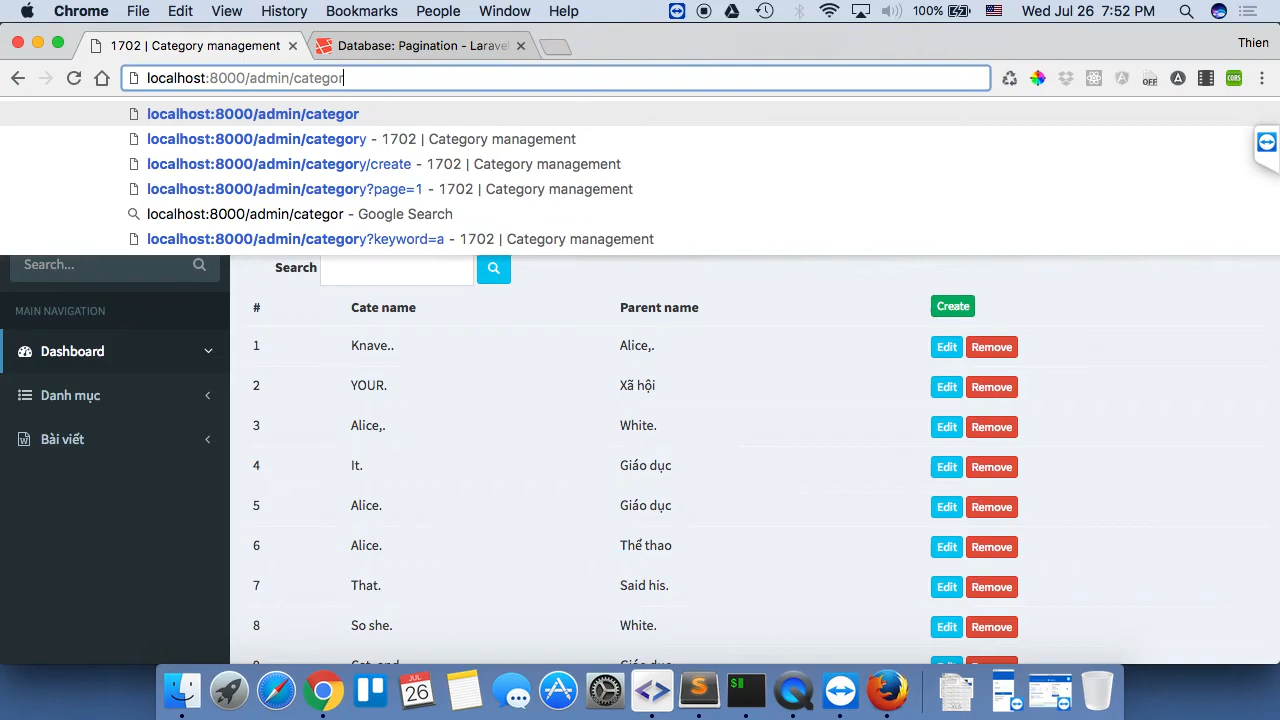 Chrome File Edit View History Bookmarks People Window Help 100% Wed Jul 26 7:52 PM
1702 | Category management Database: Pagination - Laravel Thien
localhost:8000/admin/categor OFF CORS
localhost:8000/admin/categor
localhost:8000/admin/category - 1702 | Category management
localhost:8000/admin/category/create - 1702 | Category management
localhost:8000/admin/category?page=1 - 1702 | Category management
localhost:8000/admin/categor - Google Search
localhost:8000/admin/category?keyword=a - 1702 | Category management
Search... Search
MAIN NAVIGATION
Dashboard
Danh mục
Bài viết
# Cate name Parent name Create
1 Knave.. Alice,. Edit Remove
2 YOUR. Xã hội Edit Remove
3 Alice,. White. Edit Remove
4 It. Giáo dục Edit Remove
5 Alice. Giáo dục Edit Remove
6 Alice. Thể thao Edit Remove
7 That. Said his. Edit Remove
8 So she. White. Edit Remove
JUL
26